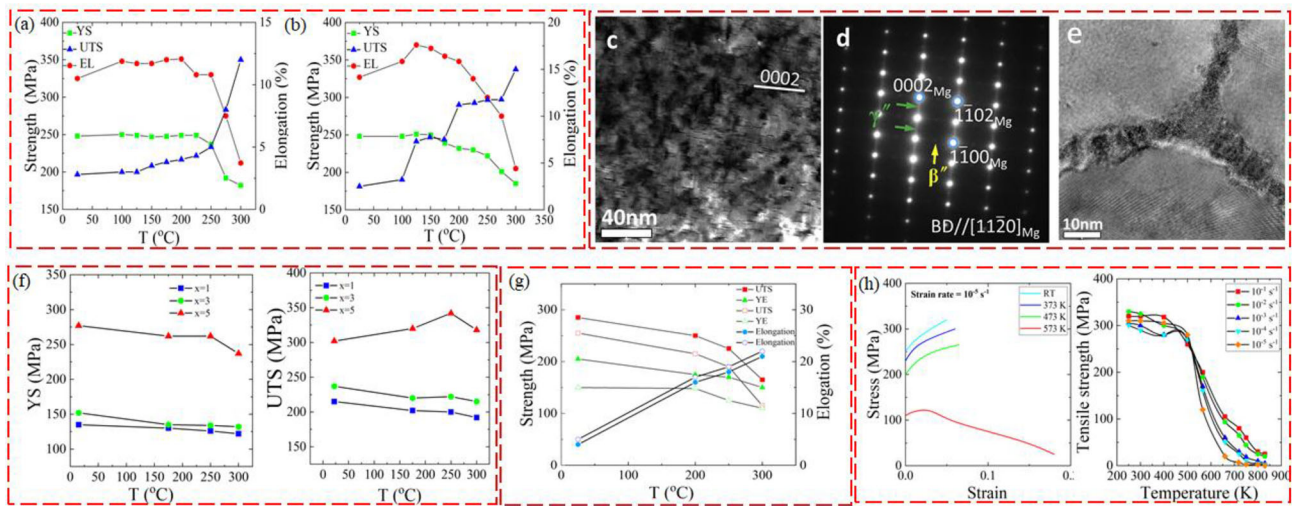 (a)
YS
UTS
EL
400
350
300
250
200
150
Strength (MPa)
15
10
5
0
Elongation (%)
0 50 100 150 200 250 300
T (°C)
(b)
YS
UTS
EL
400
350
300
250
200
150
Strength (MPa)
20
15
10
5
0
Elongation (%)
0 50 100 150 200 250 300
T (°C)
c
0002
40nm
d
0002Mg
γ″
1̄102Mg
1̄100Mg
β″
BD//[112̄0]Mg
e
10nm
(f)
x=1
x=3
x=5
350
300
250
200
150
100
YS (MPa)
0 50 100 150 200 250 300
T (°C)
x=1
x=3
x=5
400
350
300
250
200
150
UTS (MPa)
0 50 100 150 200 250 300
T (°C)
(g)
UTS
YE
UTS
YE
Elongation
Elongation
300
200
100
0
Strength (MPa)
50
40
30
20
10
0
Elogation (%)
0 100 200 300
T (°C)
(h)
Strain rate = 10⁻⁵ s⁻¹
RT
373 K
473 K
573 K
400
300
200
100
0
Stress (MPa)
0 0.1
Strain
10⁻¹ s⁻¹
10⁻² s⁻¹
10⁻³ s⁻¹
10⁻⁴ s⁻¹
10⁻⁵ s⁻¹
400
300
200
100
0
Tensile strength (MPa)
200 300 400 500 600 700 800
Temperature (K)